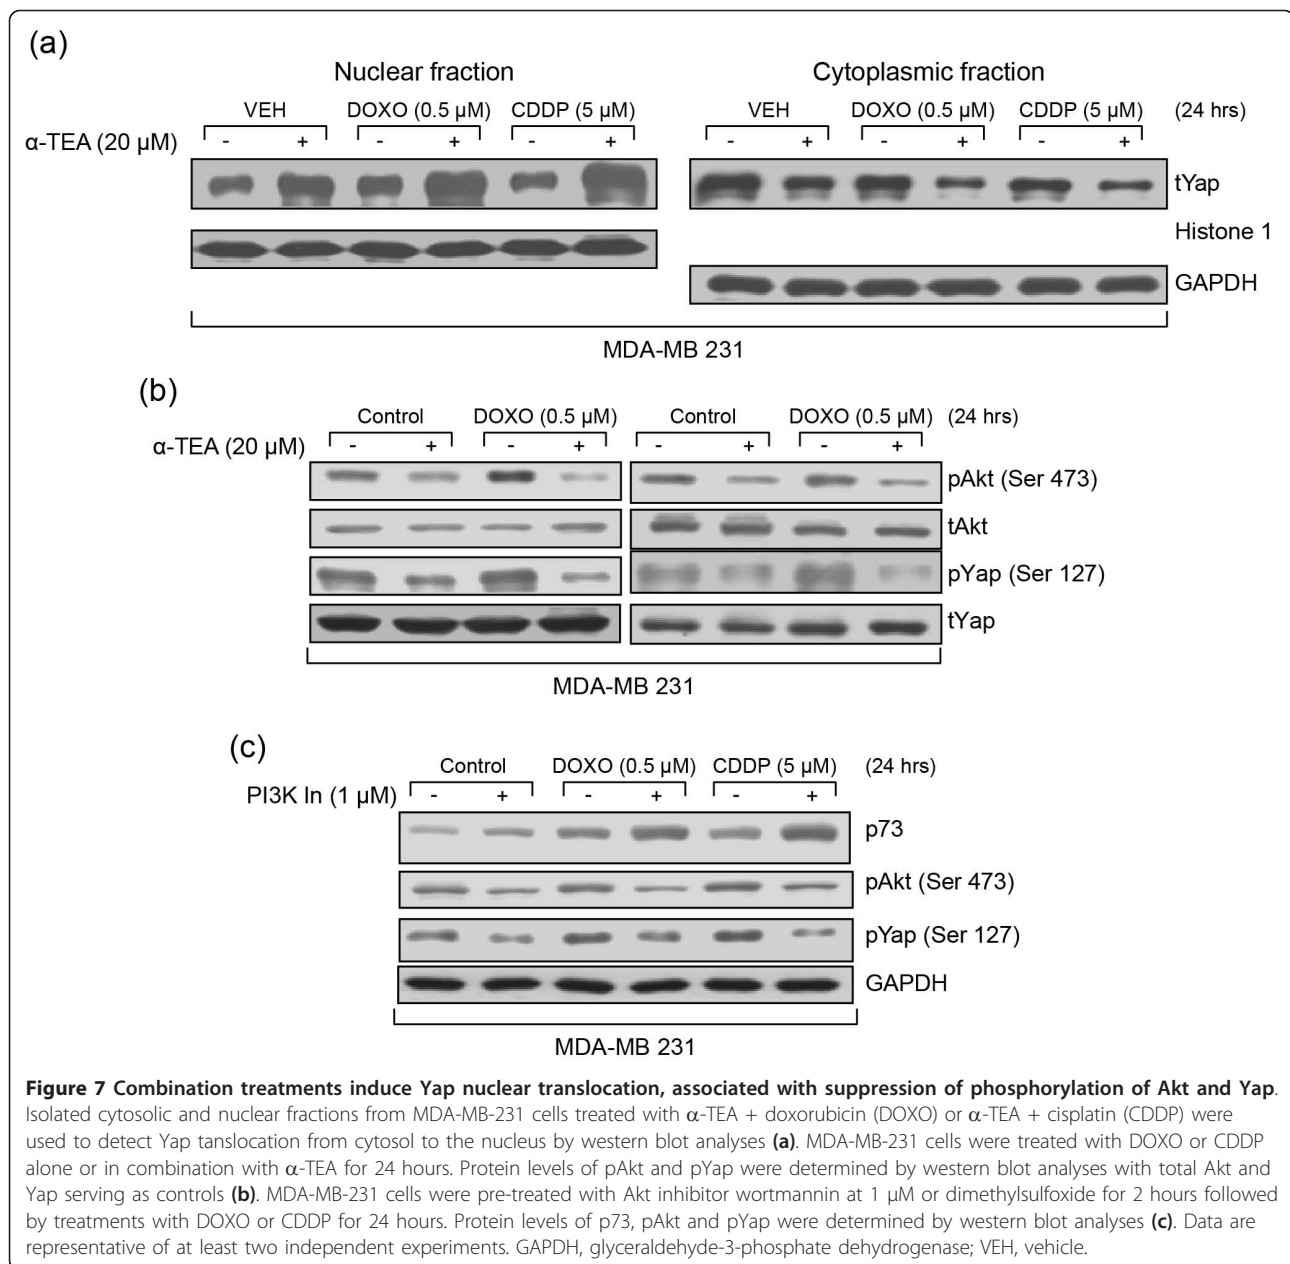 (a)
Nuclear fraction Cytoplasmic fraction
VEH DOXO (0.5 µM) CDDP (5 µM) VEH DOXO (0.5 µM) CDDP (5 µM) (24 hrs)
α-TEA (20 µM) - + - + - + - + - + - +
tYap
Histone 1
GAPDH
MDA-MB 231
(b)
Control DOXO (0.5 µM) Control DOXO (0.5 µM) (24 hrs)
α-TEA (20 µM) - + - + - + - +
pAkt (Ser 473)
tAkt
pYap (Ser 127)
tYap
MDA-MB 231
(c)
Control DOXO (0.5 µM) CDDP (5 µM) (24 hrs)
PI3K In (1 µM) - + - + - +
p73
pAkt (Ser 473)
pYap (Ser 127)
GAPDH
MDA-MB 231
Figure 7 Combination treatments induce Yap nuclear translocation, associated with suppression of phosphorylation of Akt and Yap.
Isolated cytosolic and nuclear fractions from MDA-MB-231 cells treated with α-TEA + doxorubicin (DOXO) or α-TEA + cisplatin (CDDP) were
used to detect Yap tanslocation from cytosol to the nucleus by western blot analyses (a). MDA-MB-231 cells were treated with DOXO or CDDP
alone or in combination with α-TEA for 24 hours. Protein levels of pAkt and pYap were determined by western blot analyses with total Akt and
Yap serving as controls (b). MDA-MB-231 cells were pre-treated with Akt inhibitor wortmannin at 1 µM or dimethylsulfoxide for 2 hours followed
by treatments with DOXO or CDDP for 24 hours. Protein levels of p73, pAkt and pYap were determined by western blot analyses (c). Data are
representative of at least two independent experiments. GAPDH, glyceraldehyde-3-phosphate dehydrogenase; VEH, vehicle.